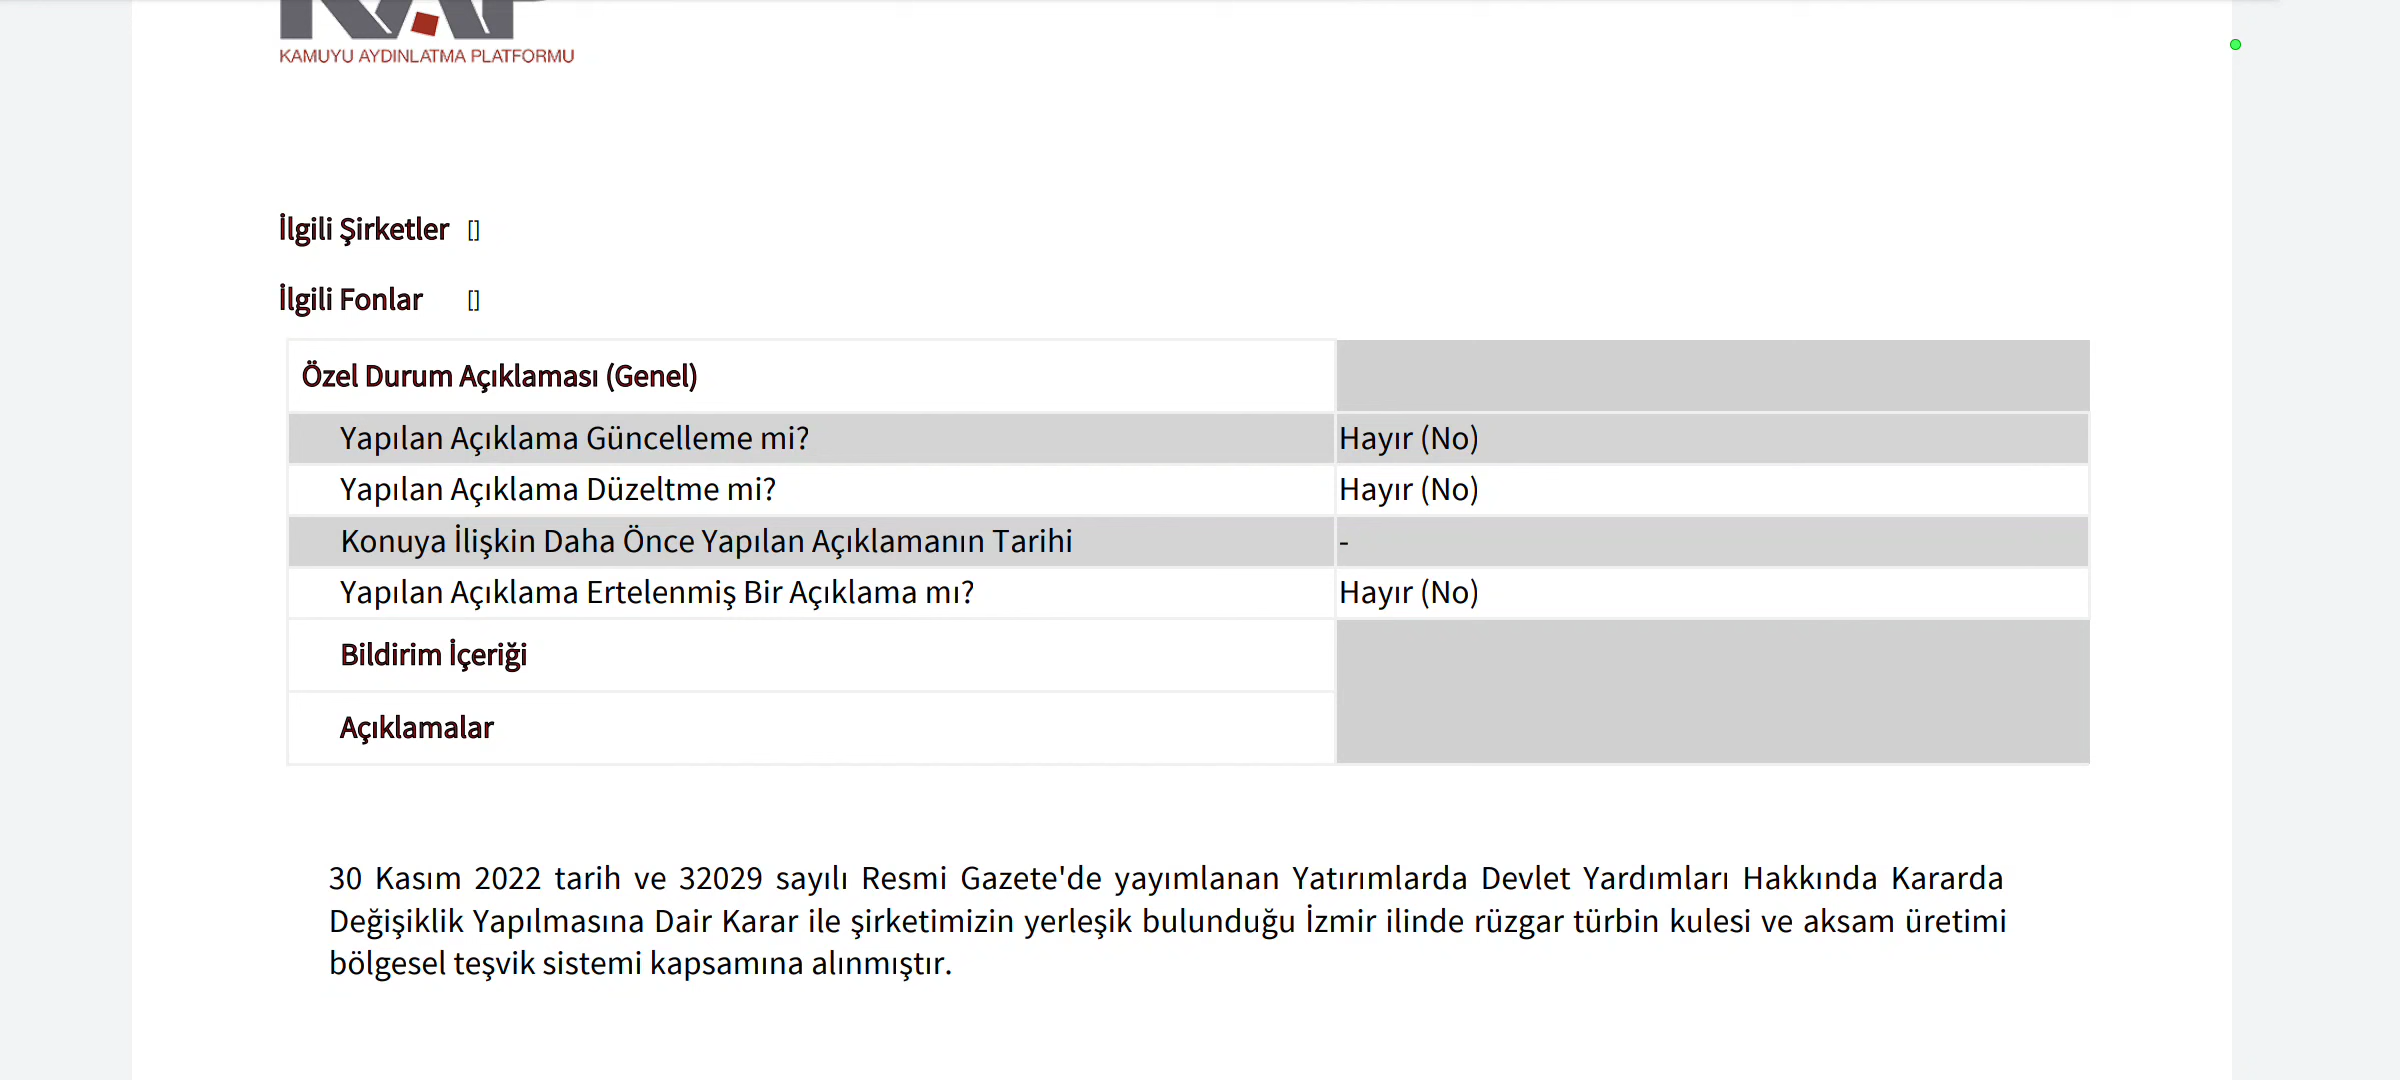 KAP
KAMUYU AYDINLATMA PLATFORMU
İlgili Şirketler []
İlgili Fonlar []
Özel Durum Açıklaması (Genel)
Yapılan Açıklama Güncelleme mi? Hayır (No)
Yapılan Açıklama Düzeltme mi? Hayır (No)
Konuya İlişkin Daha Önce Yapılan Açıklamanın Tarihi -
Yapılan Açıklama Ertelenmiş Bir Açıklama mı? Hayır (No)
Bildirim İçeriği
Açıklamalar
30 Kasım 2022 tarih ve 32029 sayılı Resmi Gazete'de yayımlanan Yatırımlarda Devlet Yardımları Hakkında Kararda
Değişiklik Yapılmasına Dair Karar ile şirketimizin yerleşik bulunduğu İzmir ilinde rüzgar türbin kulesi ve aksam üretimi
bölgesel teşvik sistemi kapsamına alınmıştır.